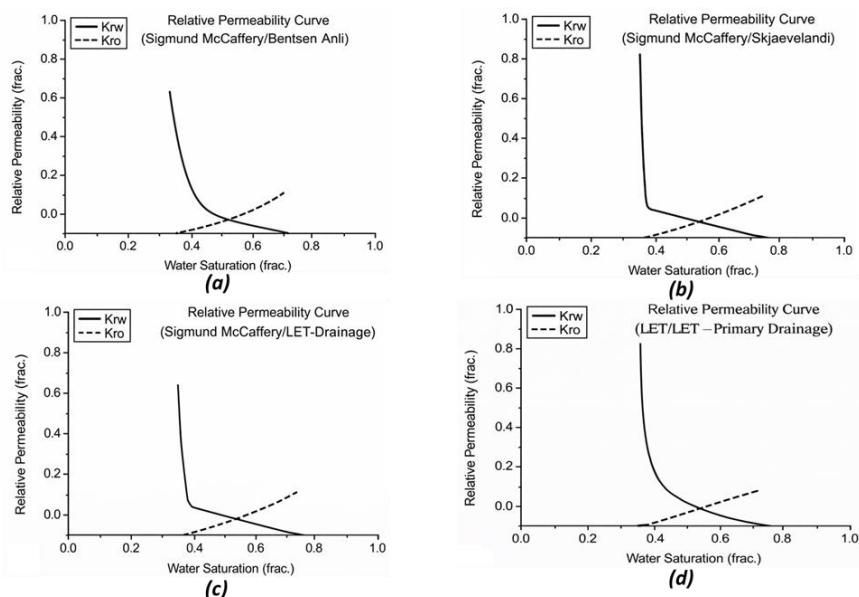 Relative Permeability Curve
(Sigmund McCaffery/Bentsen Anli)
Krw
Kro
Relative Permeability (frac.)
1.0
0.8
0.6
0.4
0.2
0.0
0.0 0.2 0.4 0.6 0.8 1.0
Water Saturation (frac.)
(a)
Relative Permeability Curve
(Sigmund McCaffery/Skjaevelandi)
Krw
Kro
Relative Permeability (frac.)
1.0
0.8
0.6
0.4
0.2
0.0
0.0 0.2 0.4 0.6 0.8 1.0
Water Saturation (frac.)
(b)
Relative Permeability Curve
(Sigmund McCaffery/LET-Drainage)
Krw
Kro
Relative Permeability (frac.)
1.0
0.8
0.6
0.4
0.2
0.0
0.0 0.2 0.4 0.6 0.8 1.0
Water Saturation (frac.)
(c)
Relative Permeability Curve
(LET/LET –Primary Drainage)
Krw
Kro
Relative Permeability (frac.)
1.0
0.8
0.6
0.4
0.2
0.0
0.0 0.2 0.4 0.6 0.8 1.0
Water Saturation (frac.)
(d)